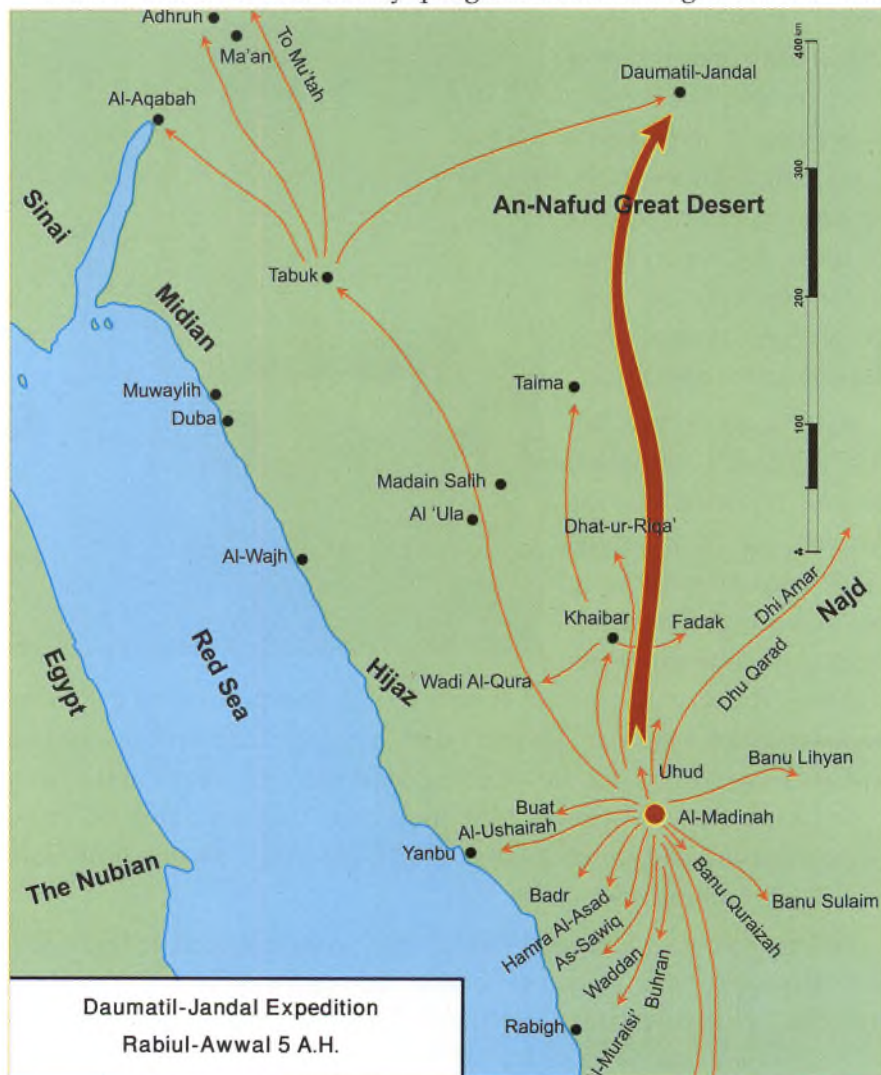 Adhruh
Ma'an
To Mu'tah
Al-Aqabah
Daumatil-Jandal
400 km
300
200
100
Sinai
An-Nafud Great Desert
Tabuk
Midian
Muwaylih
Duba
Taima
Madain Salih
Al 'Ula
Dhat-ur-Riqa'
Al-Wajh
Khaibar
Fadak
Dhi Amar
Najd
Dhu Qarad
Wadi Al-Qura
Egypt
Red Sea
Hijaz
Uhud
Banu Lihyan
Buat
Al-Ushairah
Al-Madinah
Yanbu
The Nubian
Badr
Hamra Al-Asad
As-Sawiq
Waddan
Buhran
Banu Quraizah
Banu Sulaim
Rabigh
l-Muraisi'
Daumatil-Jandal Expedition
Rabiul-Awwal 5 A.H.